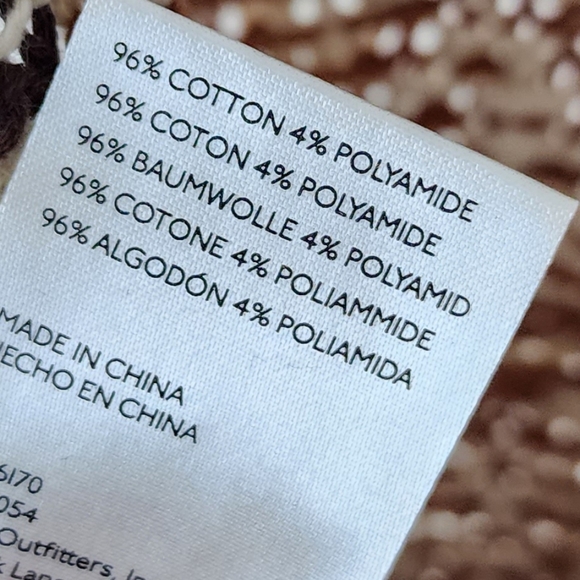 96% COTTON 4% POLYAMIDE
96% COTON 4% POLYAMIDE
96% BAUMWOLLE 4% POLYAMID
96% COTONE 4% POLIAMMIDE
96% ALGODÓN 4% POLIAMIDA
MADE IN CHINA
HECHO EN CHINA
6170
054
Outfitters,